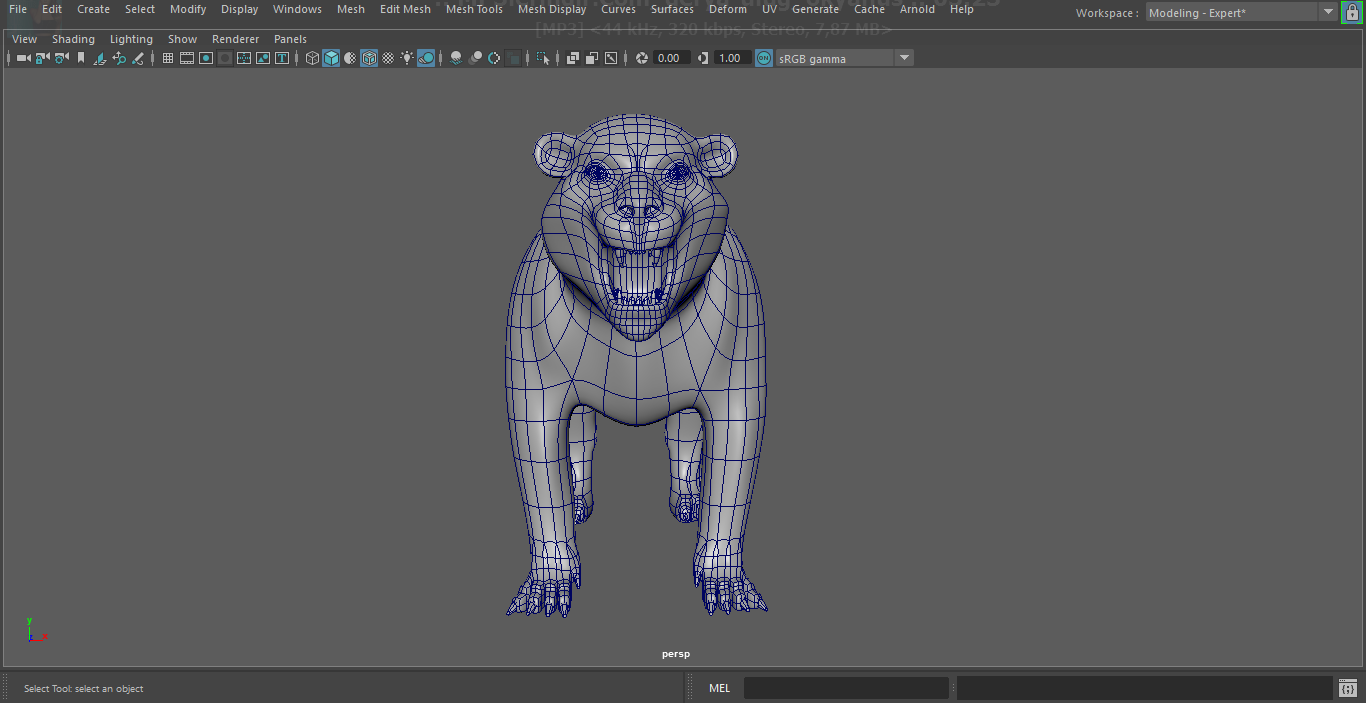 File Edit Create Select Modify Display Windows Mesh Edit Mesh Mesh Tools Mesh Display Curves Surfaces Deform UV Generate Cache Arnold Help Workspace : Modeling - Expert*
[MP3] <44 kHz, 320 kbps, Stereo, 7,87 MB>
View Shading Lighting Show Renderer Panels
0.00 1.00 ON sRGB gamma
y
x
persp
Select Tool: select an object MEL